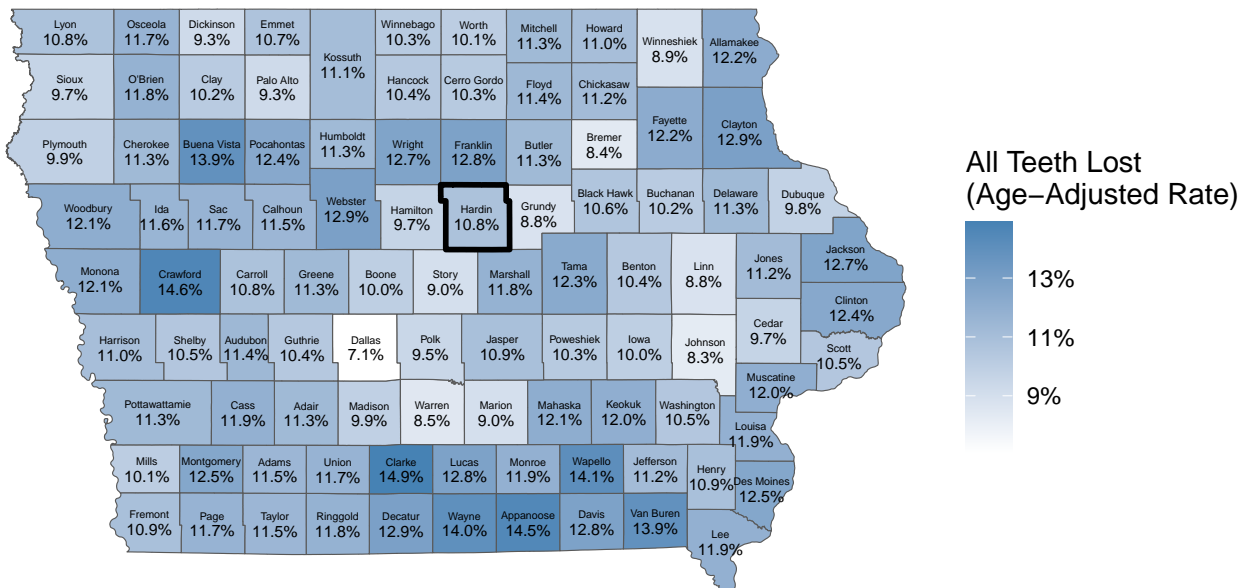 Lyon
10.8%
Osceola
11.7%
Dickinson
9.3%
Emmet
10.7%
Kossuth
11.1%
Winnebago
10.3%
Worth
10.1%
Mitchell
11.3%
Howard
11.0%
Winneshiek
8.9%
Allamakee
12.2%
Sioux
9.7%
O'Brien
11.8%
Clay
10.2%
Palo Alto
9.3%
Hancock
10.4%
Cerro Gordo
10.3%
Floyd
11.4%
Chickasaw
11.2%
Fayette
12.2%
Clayton
12.9%
Plymouth
9.9%
Cherokee
11.3%
Buena Vista
13.9%
Pocahontas
12.4%
Humboldt
11.3%
Wright
12.7%
Franklin
12.8%
Butler
11.3%
Bremer
8.4%
Woodbury
12.1%
Ida
11.6%
Sac
11.7%
Calhoun
11.5%
Webster
12.9%
Hamilton
9.7%
Hardin
10.8%
Grundy
8.8%
Black Hawk
10.6%
Buchanan
10.2%
Delaware
11.3%
Dubuque
9.8%
Monona
12.1%
Crawford
14.6%
Carroll
10.8%
Greene
11.3%
Boone
10.0%
Story
9.0%
Marshall
11.8%
Tama
12.3%
Benton
10.4%
Linn
8.8%
Jones
11.2%
Jackson
12.7%
Clinton
12.4%
Harrison
11.0%
Shelby
10.5%
Audubon
11.4%
Guthrie
10.4%
Dallas
7.1%
Polk
9.5%
Jasper
10.9%
Poweshiek
10.3%
Iowa
10.0%
Johnson
8.3%
Cedar
9.7%
Scott
10.5%
Muscatine
12.0%
Pottawattamie
11.3%
Cass
11.9%
Adair
11.3%
Madison
9.9%
Warren
8.5%
Marion
9.0%
Mahaska
12.1%
Keokuk
12.0%
Washington
10.5%
Louisa
11.9%
Mills
10.1%
Montgomery
12.5%
Adams
11.5%
Union
11.7%
Clarke
14.9%
Lucas
12.8%
Monroe
11.9%
Wapello
14.1%
Jefferson
11.2%
Henry
10.9%
Des Moines
12.5%
Fremont
10.9%
Page
11.7%
Taylor
11.5%
Ringgold
11.8%
Decatur
12.9%
Wayne
14.0%
Appanoose
14.5%
Davis
12.8%
Van Buren
13.9%
Lee
11.9%
All Teeth Lost
(Age−Adjusted Rate)
13%
11%
9%